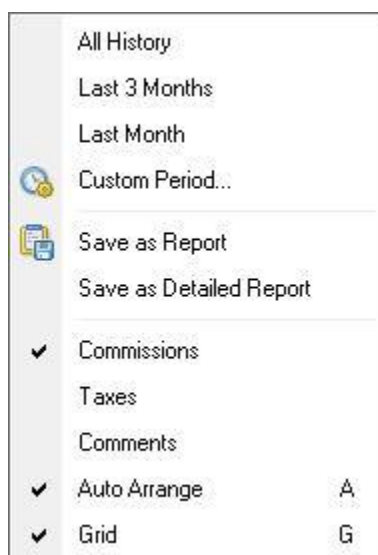 All History
Last 3 Months
Last Month
Custom Period...
Save as Report
Save as Detailed Report
Commissions
Taxes
Comments
Auto Arrange A
Grid G